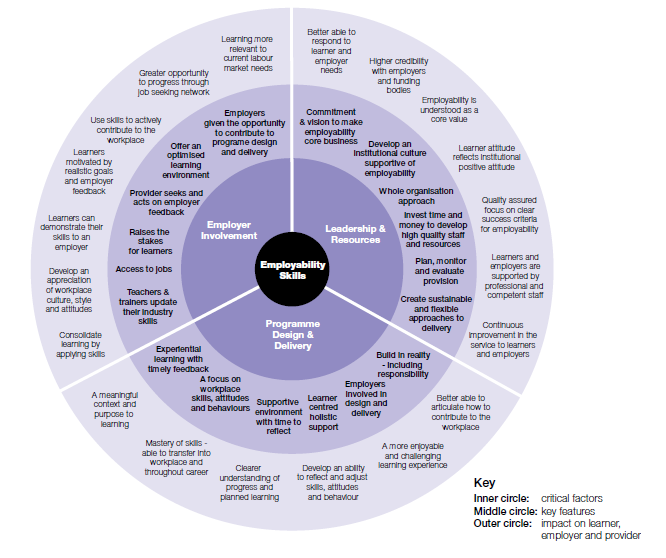 Employability
Skills
Employer
Involvement
Leadership &
Resources
Programme
Design &
Delivery
Employers
given the opportunity
to contribute to
programe design
and delivery
Offer an
optimised
learning
environment
Provider seeks and
acts on employer
feedback
Raises the
stakes
for learners
Access to jobs
Teachers &
trainers update
their industry
skills
Commitment
& vision to make
employability
core business
Develop an
institutional culture
supportive of
employability
Whole organisation
approach
Invest time and
money to develop
high quality staff
and resources
Plan, monitor
and evaluate
provision
Create sustainable
and flexible
approaches to
delivery
Build in reality
- including
responsibility
Employers
involved in
design and
delivery
Learner
centred
holistic
support
Supportive
environment
with time to
reflect
A focus on
workplace
skills, attitudes
and behaviours
Experiential
learning with
timely feedback
Learning more
relevant to
current labour
market needs
Greater opportunity
to progress through
job seeking network
Use skills to actively
contribute to the
workplace
Learners
motivated by
realistic goals
and employer
feedback
Learners can
demonstrate their
skills to an
employer
Develop an
appreciation
of workplace
culture, style
and attitudes
Consolidate
learning by
applying skills
Better able to
respond to
learner and
employer
needs
Higher credibility
with employers
and funding
bodies
Employability is
understood as a
core value
Learner attitude
reflects institutional
positive attitude
Quality assured
focus on clear
success criteria
for employability
Learners and
employers are
supported by
professional and
competent staff
Continuous
improvement in the
service to learners
and employers
Better able to
articulate how to
contribute to the
workplace
A more enjoyable
and challenging
learning experience
Develop an ability
to reflect and adjust
skills, attitudes
and behaviour
Clearer
understanding of
progress and
planned learning
Mastery of skills -
able to transfer into
workplace and
throughout career
A meaningful
context and
purpose to
learning
Key
Inner circle: critical factors
Middle circle: key features
Outer circle: impact on learner,
employer and provider